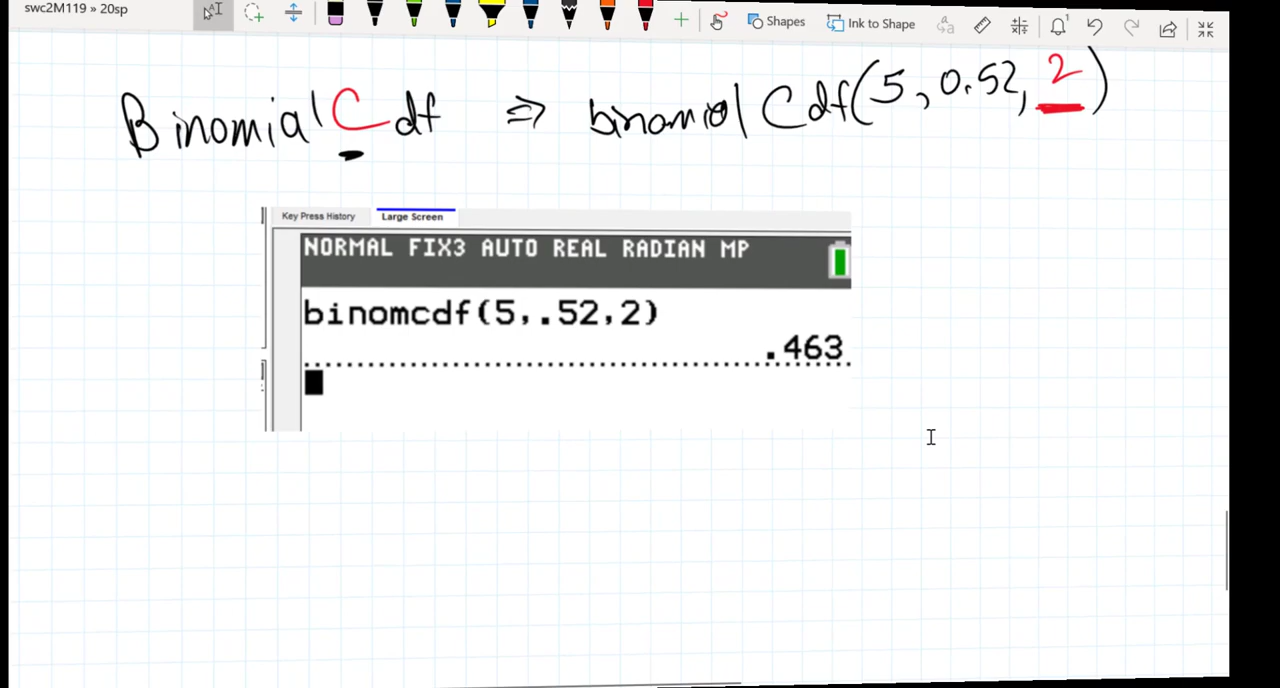 swc2M119 » 20sp
Shapes
Ink to Shape
Binomial Cdf ⇒ binomial Cdf(5, 0.52, 2)
Key Press History Large Screen
NORMAL FIX3 AUTO REAL RADIAN MP
binomcdf(5,.52,2)
.463